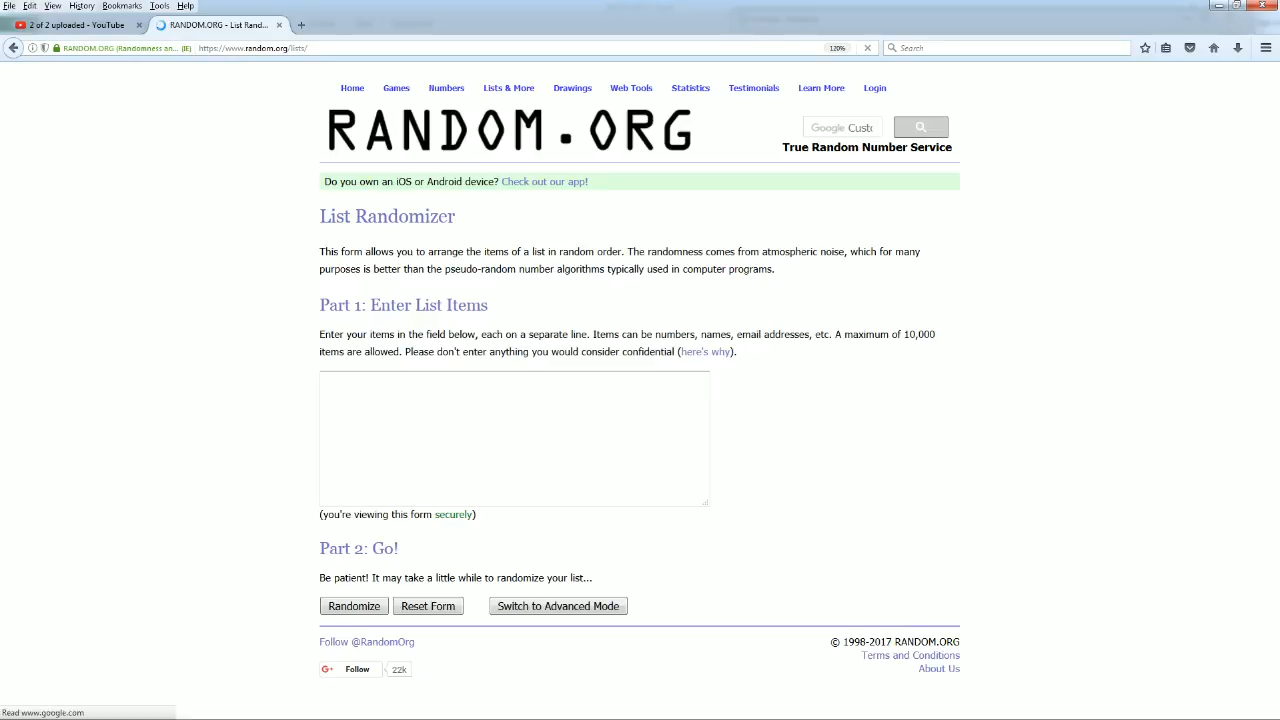 File Edit View History Bookmarks Tools Help
2 of 2 uploaded - YouTube × RANDOM.ORG - List Rand... × +
RANDOM.ORG (Randomness an... (IE) https://www.random.org/lists/ 120% Search
Home Games Numbers Lists & More Drawings Web Tools Statistics Testimonials Learn More Login
RANDOM.ORG
Google Custo
True Random Number Service
Do you own an iOS or Android device? Check out our app!
List Randomizer
This form allows you to arrange the items of a list in random order. The randomness comes from atmospheric noise, which for many
purposes is better than the pseudo-random number algorithms typically used in computer programs.
Part 1: Enter List Items
Enter your items in the field below, each on a separate line. Items can be numbers, names, email addresses, etc. A maximum of 10,000
items are allowed. Please don't enter anything you would consider confidential (here's why).
(you're viewing this form securely)
Part 2: Go!
Be patient! It may take a little while to randomize your list...
Randomize Reset Form Switch to Advanced Mode
Follow @RandomOrg © 1998-2017 RANDOM.ORG
Terms and Conditions
G+ Follow 22k About Us
Read www.google.com